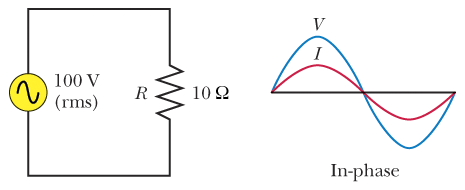 100 V
(rms)
R
10 Ω
V
I
In-phase